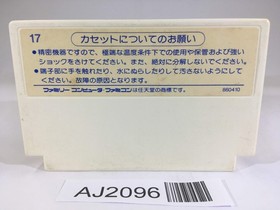 17
カセットについてのお願い
●精密機器ですので、極端な温度条件下での使用や保管および強い
ショックをさけてください。また、絶対に分解しないでください。
●端子部に手を触れたり、水にぬらしたりして汚さないようにして
ください。故障の原因となります。
ファミリー コンピュータ・ファミコンは任天堂の商標です。
860410
AJ2096